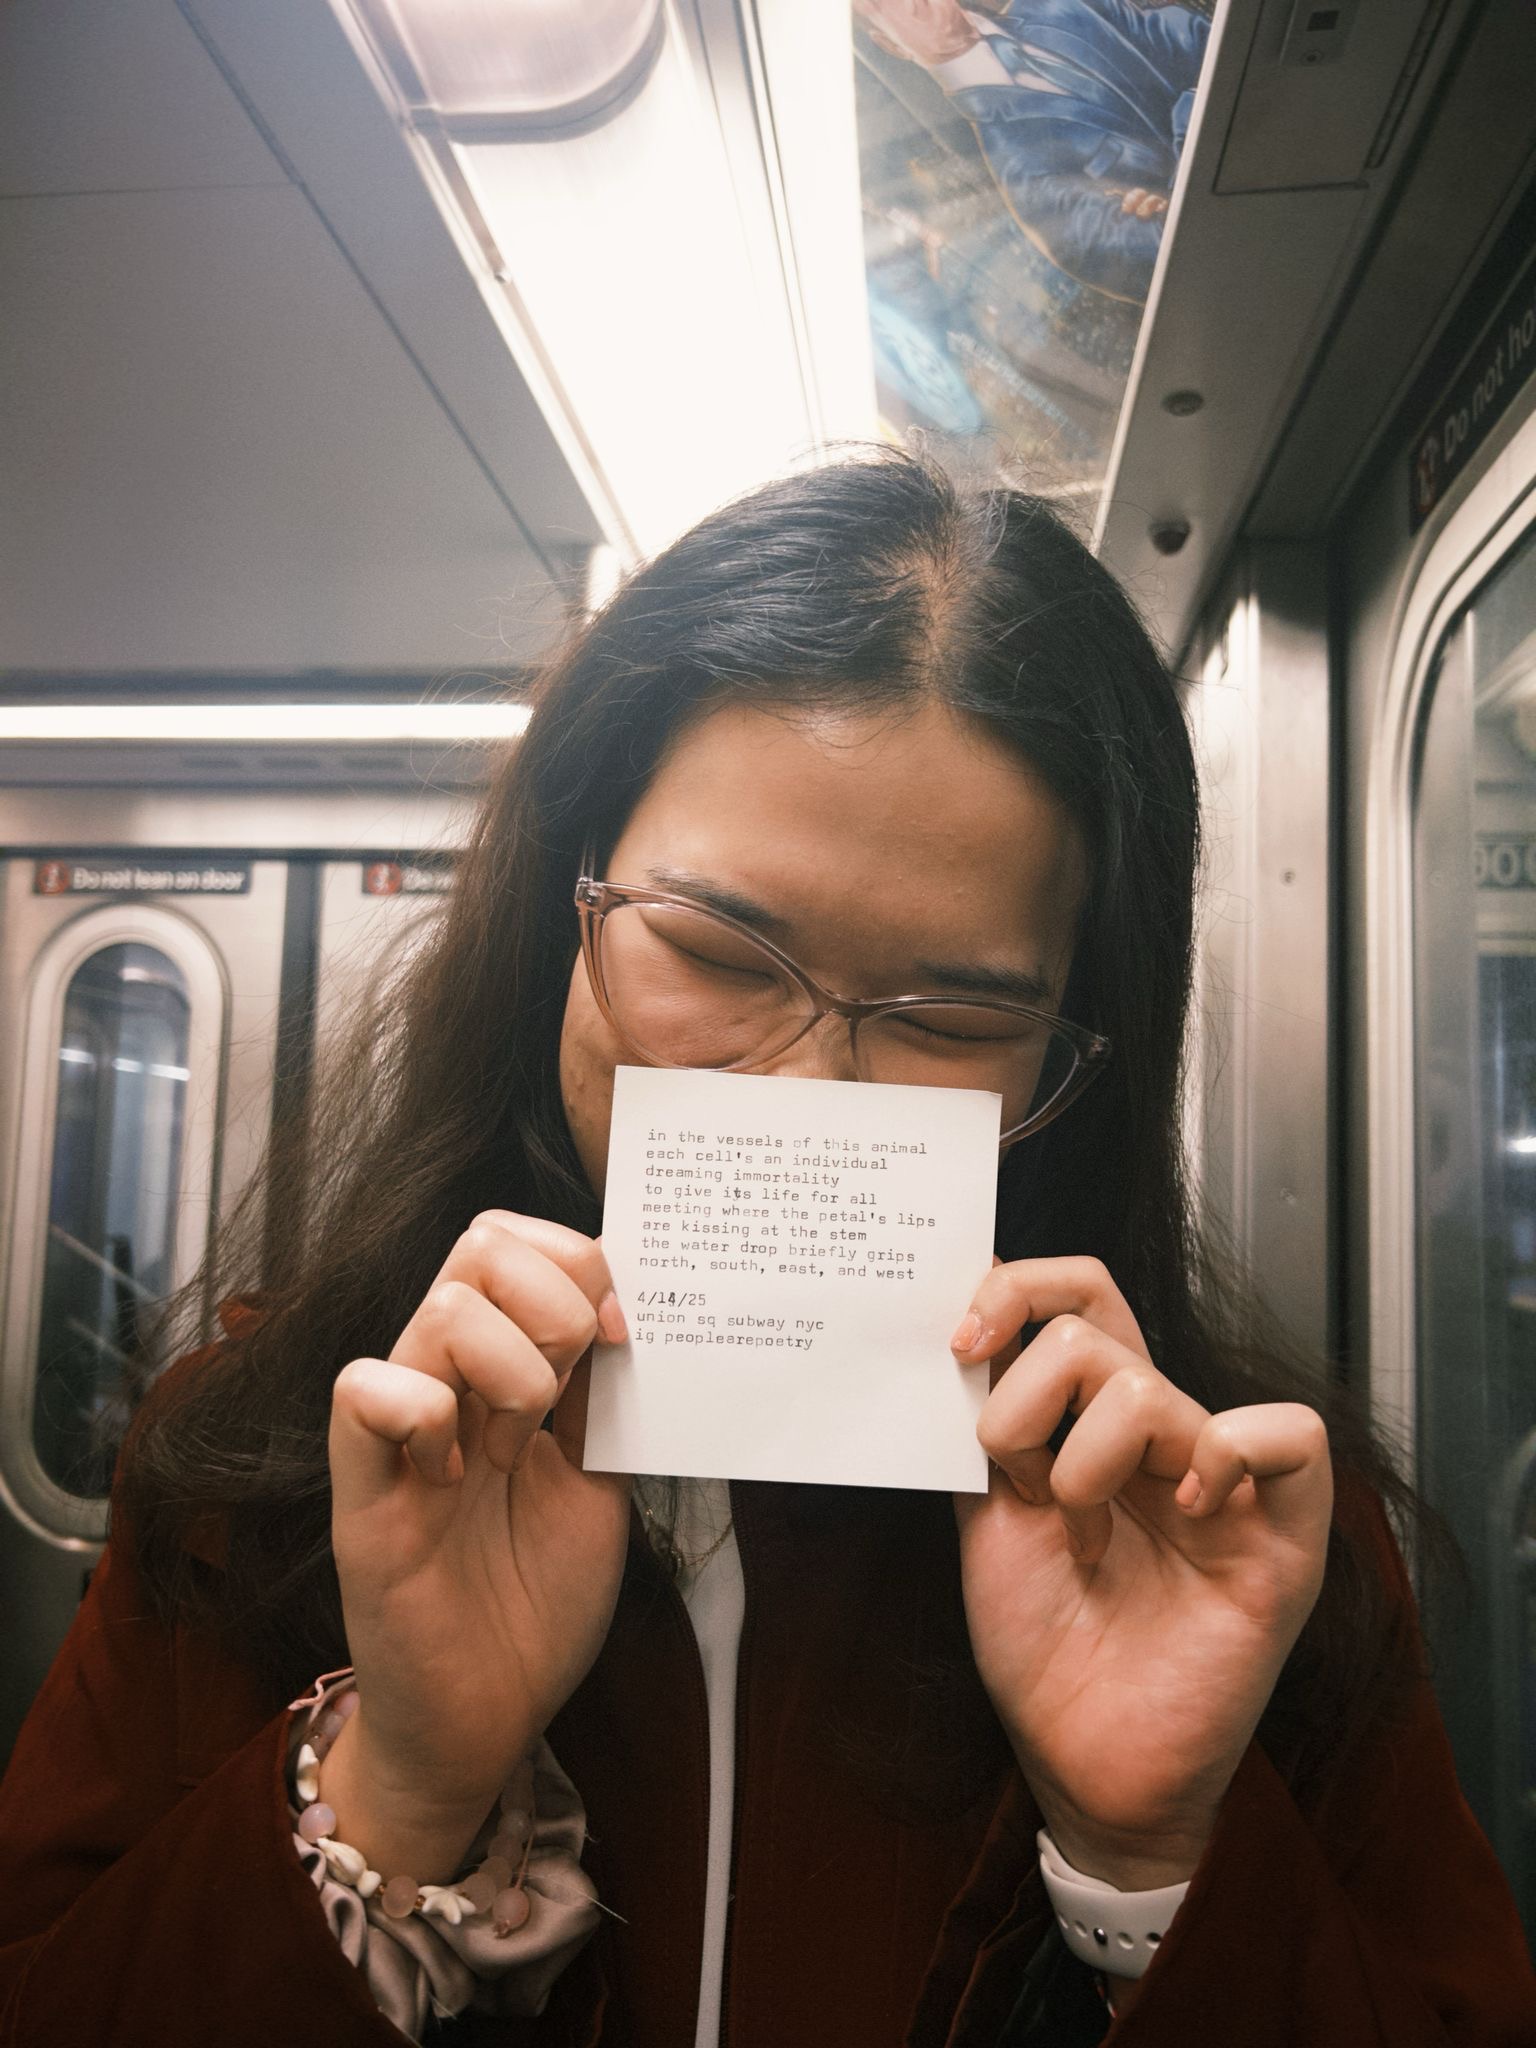 Do not ho
Do not lean on door
in the vessels of this animal
each cell's an individual
dreaming immortality
to give its life for all
meeting where the petal's lips
are kissing at the stem
the water drop briefly grips
north, south, east, and west
4/14/25
union sq subway nyc
ig peoplearepoetry